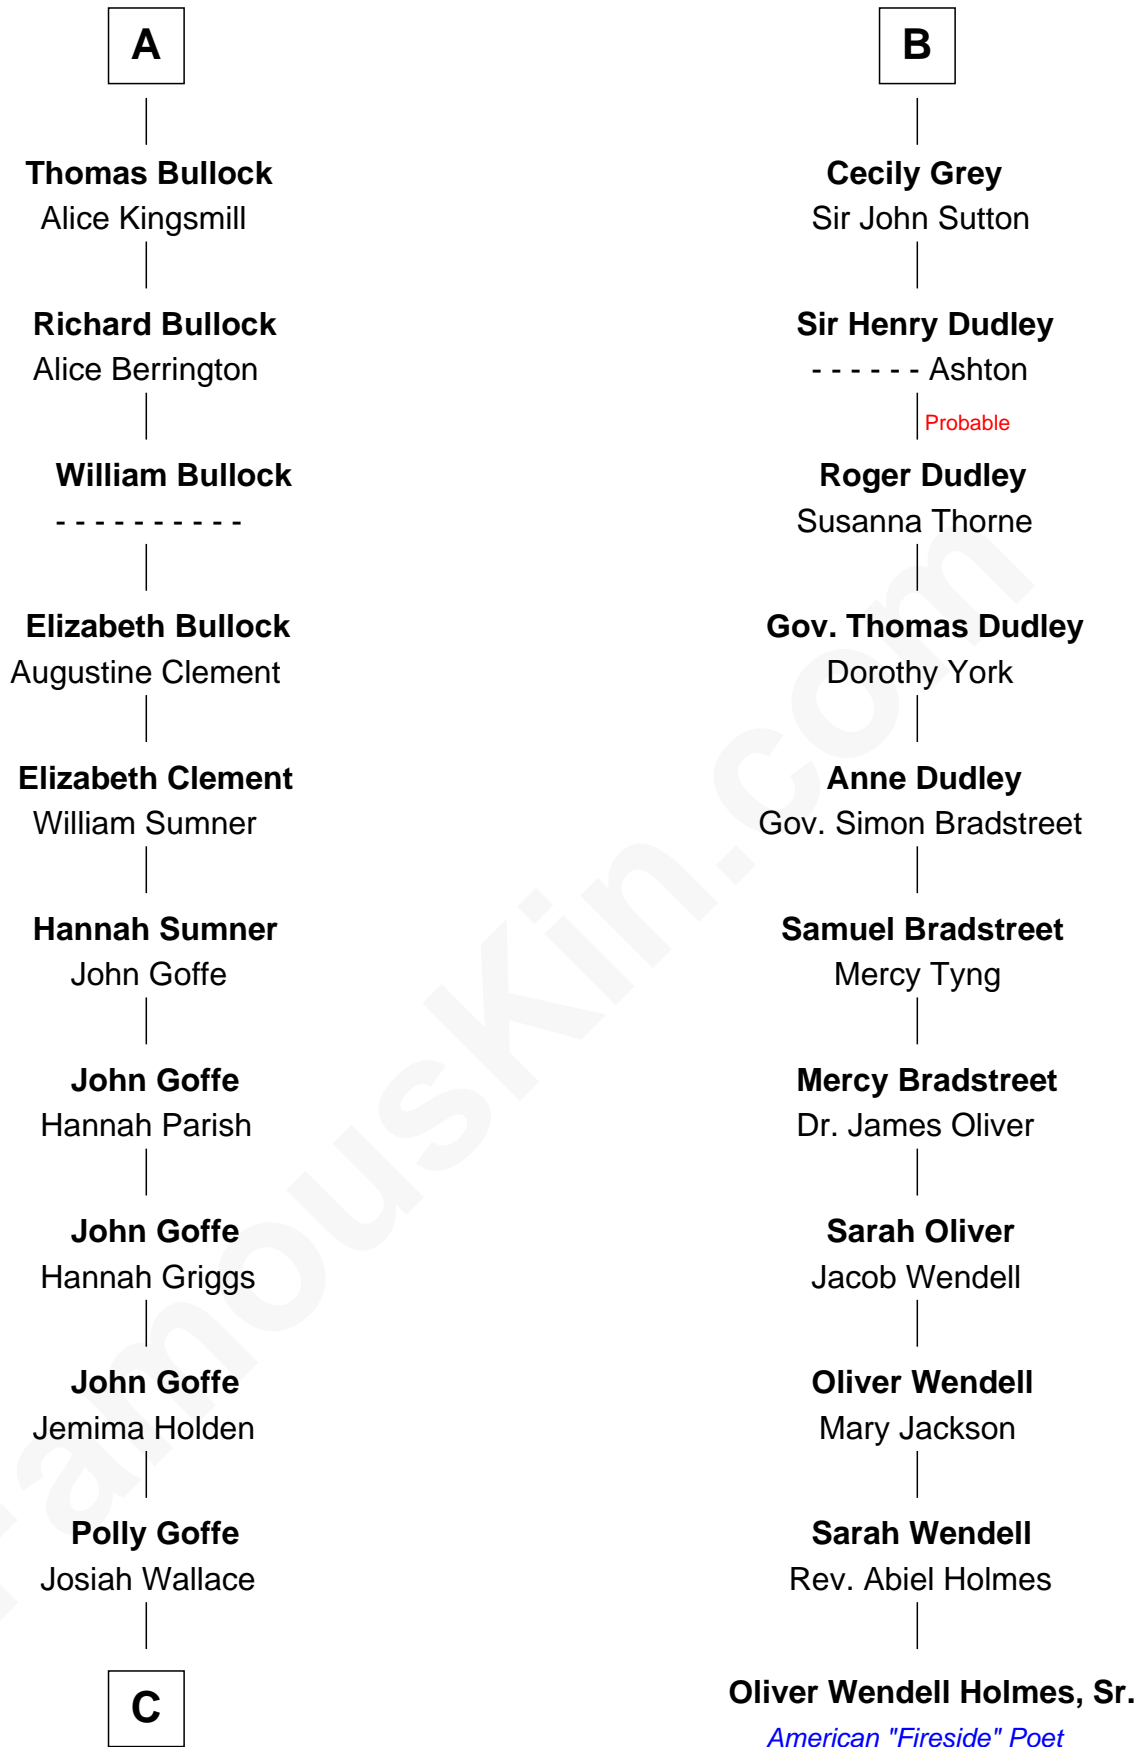 A
Thomas Bullock
Alice Kingsmill
Richard Bullock
Alice Berrington
William Bullock
- - - - - - - - - -
Elizabeth Bullock
Augustine Clement
Elizabeth Clement
William Sumner
Hannah Sumner
John Goffe
John Goffe
Hannah Parish
John Goffe
Hannah Griggs
John Goffe
Jemima Holden
Polly Goffe
Josiah Wallace
C
B
Cecily Grey
Sir John Sutton
Sir Henry Dudley
- - - - - - Ashton
Probable
Roger Dudley
Susanna Thorne
Gov. Thomas Dudley
Dorothy York
Anne Dudley
Gov. Simon Bradstreet
Samuel Bradstreet
Mercy Tyng
Mercy Bradstreet
Dr. James Oliver
Sarah Oliver
Jacob Wendell
Oliver Wendell
Mary Jackson
Sarah Wendell
Rev. Abiel Holmes
Oliver Wendell Holmes, Sr.
American "Fireside" Poet
FamousKin.com